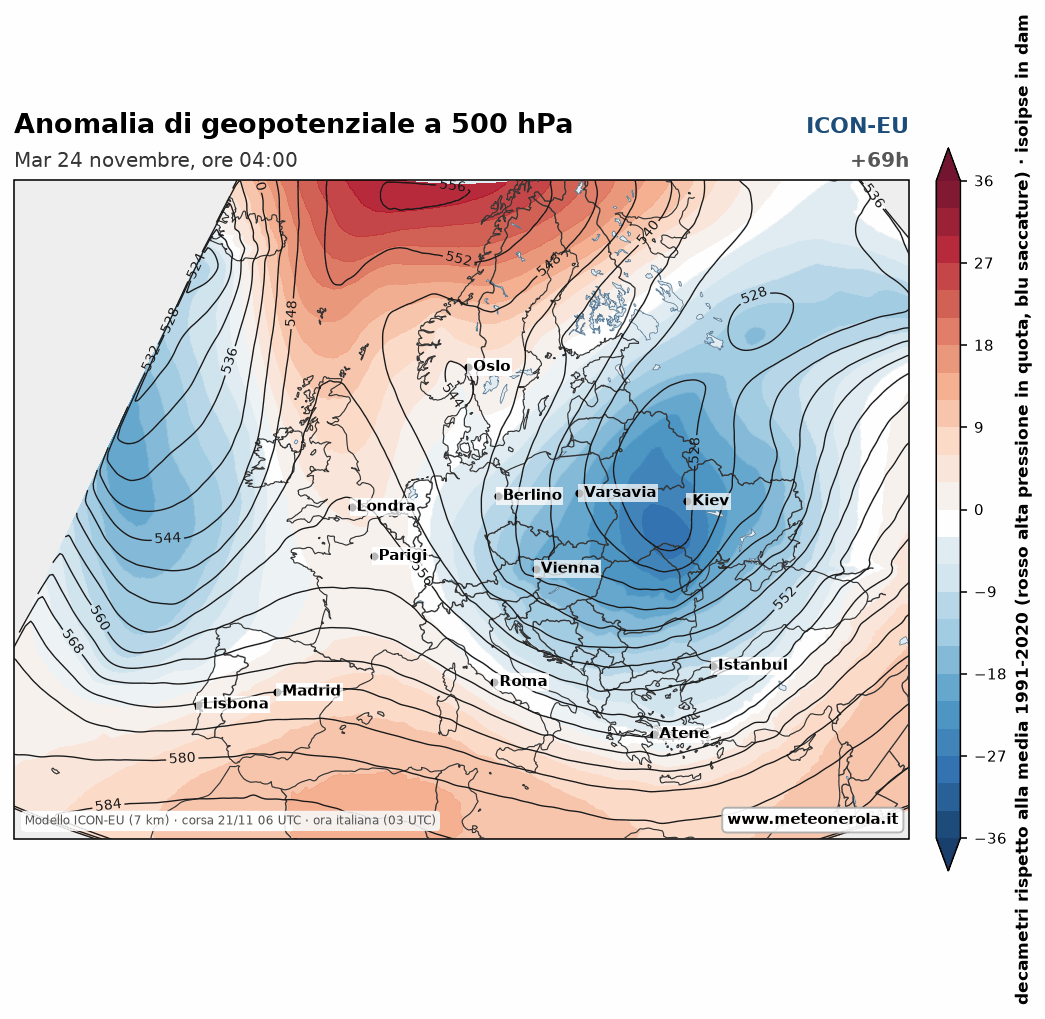 Anomalia di geopotenziale a 500 hPa
ICON-EU
Mar 24 novembre, ore 04:00
+69h
556
536
540
552
548
524
528
528
548
532
536
Oslo
544
528
Berlino
Varsavia
Kiev
Londra
544
Parigi
556
Vienna
552
560
568
Istanbul
Roma
Madrid
Lisbona
Atene
580
584
Modello ICON-EU (7 km) · corsa 21/11 06 UTC · ora italiana (03 UTC)
www.meteonerola.it
36
27
18
9
0
−9
−18
−27
−36
decametri rispetto alla media 1991-2020 (rosso alta pressione in quota, blu saccature) · isoipse in dam